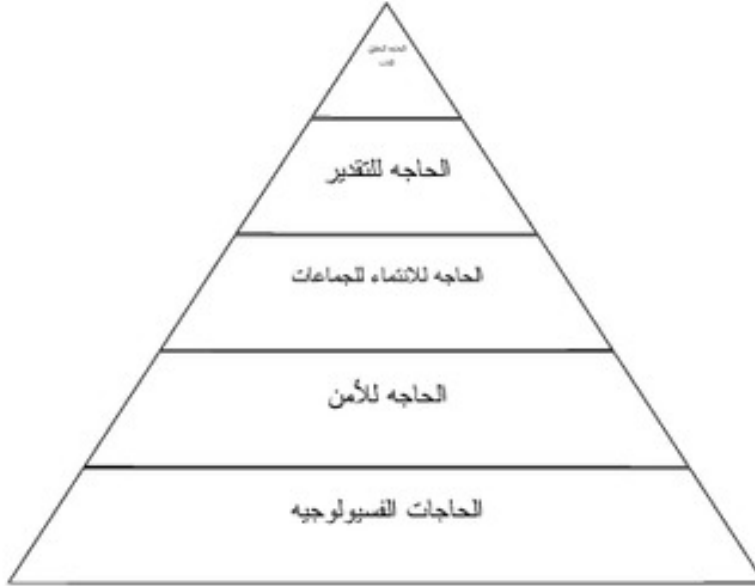 الحاجه للتقدير
الحاجه للانتماء للجماعات
الحاجه للأمن
الحاجات الفسيولوجيه